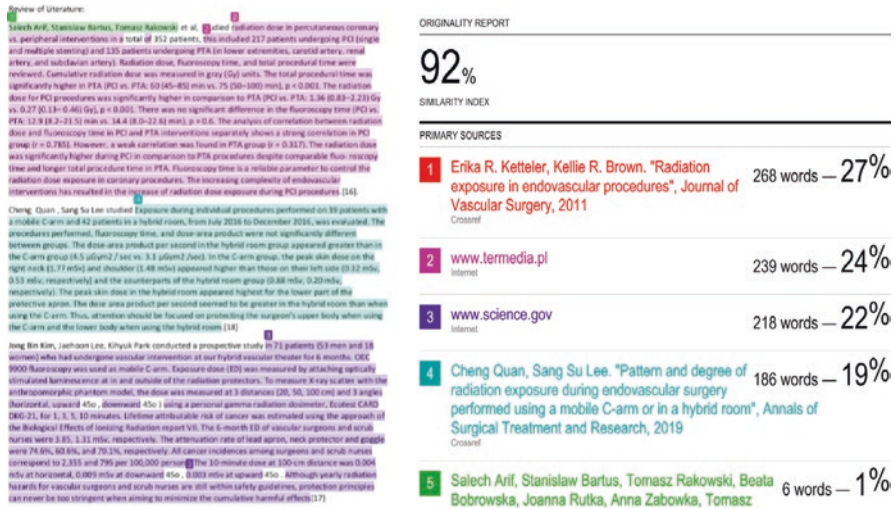 Review of Literature:
1
2
Salech Arif, Stanislaw Bartus, Tomasz Rakowski et al, studied radiation dose in percutaneous coronary
vs. peripheral interventions in a total of 352 patients, this included 217 patients undergoing PCI (single
and multiple stenting) and 135 patients undergoing PTA (in lower extremities, carotid artery, renal
artery, and subclavian artery). Radiation dose, fluoroscopy time, and total procedural time were
reviewed. Cumulative radiation dose was measured in gray (Gy) units. The total procedural time was
significantly higher in PTA (PCI vs. PTA: 60 (45–85) min vs. 75 (50–100) min), p < 0.001. The radiation
dose for PCI procedures was significantly higher in comparison to PTA (PCI vs. PTA: 1.36 (0.83–2.23) Gy
vs. 0.27 (0.13– 0.46) Gy), p < 0.001. There was no significant difference in the fluoroscopy time (PCI vs.
PTA: 12.9 (8.2–21.5) min vs. 14.4 (8.0–22.6) min), p = 0.6. The analysis of correlation between radiation
dose and fluoroscopy time in PCI and PTA interventions separately shows a strong correlation in PCI
group (r = 0.785). However, a weak correlation was found in PTA group (r = 0.317). The radiation dose
was significantly higher during PCI in comparison to PTA procedures despite comparable fluo- roscopy
time and longer total procedure time in PTA. Fluoroscopy time is a reliable parameter to control the
radiation dose exposure in coronary procedures. The increasing complexity of endovascular
interventions has resulted in the increase of radiation dose exposure during PCI procedures. [16].
Cheng Quan , Sang Su Lee studied Exposure during individual procedures performed on 39 patients with
a mobile C-arm and 42 patients in a hybrid room, from July 2016 to December 2016, was evaluated. The
procedures performed, fluoroscopy time, and dose-area product were not significantly different
between groups. The dose-area product per second in the hybrid room group appeared greater than in
the C-arm group (4.5 μGym2 / sec vs. 3.1 μGym2 /sec). In the C-arm group, the peak skin dose on the
right neck (1.77 mSv) and shoulder (1.48 mSv) appeared higher than those on their left side (0.32 mSv,
0.53 mSv, respectively) and the counterparts of the hybrid room group (0.88 mSv, 0.20 mSv,
respectively). The peak skin dose in the hybrid room appeared highest for the lower part of the
protective apron. The dose area product per second seemed to be greater in the hybrid room than when
using the C-arm. Thus, attention should be focused on protecting the surgeon's upper body when using
the C-arm and the lower body when using the hybrid room.[18]
3
Jong Bin Kim, Jaehoon Lee, Kihyuk Park conducted a prospective study in 71 patients (53 men and 18
women) who had undergone vascular intervention at our hybrid vascular theater for 6 months. OEC
9900 fluoroscopy was used as mobile C-arm. Exposure dose (ED) was measured by attaching optically
stimulated luminescence at in and outside of the radiation protectors. To measure X-ray scatter with the
anthropomorphic phantom model, the dose was measured at 3 distances (20, 50, 100 cm) and 3 angles
(horizontal, upward 45o , downward 45o ) using a personal gamma radiation dosimeter, Ecotest CARD
DKG-21, for 1, 3, 5, 10 minutes. Lifetime attributable risk of cancer was estimated using the approach of
the Biological Effects of Ionizing Radiation report VII. The 6-month ED of vascular surgeons and scrub
nurses were 3.85, 1.31 mSv, respectively. The attenuation rate of lead apron, neck protector and goggle
were 74.6%, 60.6%, and 70.1%, respectively. All cancer incidences among surgeons and scrub nurses
correspond to 2,355 and 795 per 100,000 The 10-minute dose at 100-cm distance was 0.004
mSv at horizontal, 0.009 mSv at downward 45o , 0.003 mSv at upward 45o . Although yearly radiation
hazards for vascular surgeons and scrub nurses are still within safety guidelines, protection principles
can never be too stringent when aiming to minimize the cumulative harmful effects[17]
ORIGINALITY REPORT
92%
SIMILARITY INDEX
PRIMARY SOURCES
1 Erika R. Ketteler, Kellie R. Brown. "Radiation 268 words — 27%
exposure in endovascular procedures", Journal of
Vascular Surgery, 2011
Crossref
2 www.termedia.pl 239 words — 24%
Internet
3 www.science.gov 218 words — 22%
Internet
4 Cheng Quan, Sang Su Lee. "Pattern and degree of 186 words — 19%
radiation exposure during endovascular surgery
performed using a mobile C-arm or in a hybrid room", Annals of
Surgical Treatment and Research, 2019
Crossref
5 Salech Arif, Stanislaw Bartus, Tomasz Rakowski, Beata 6 words — 1%
Bobrowska, Joanna Rutka, Anna Zabowka, Tomasz